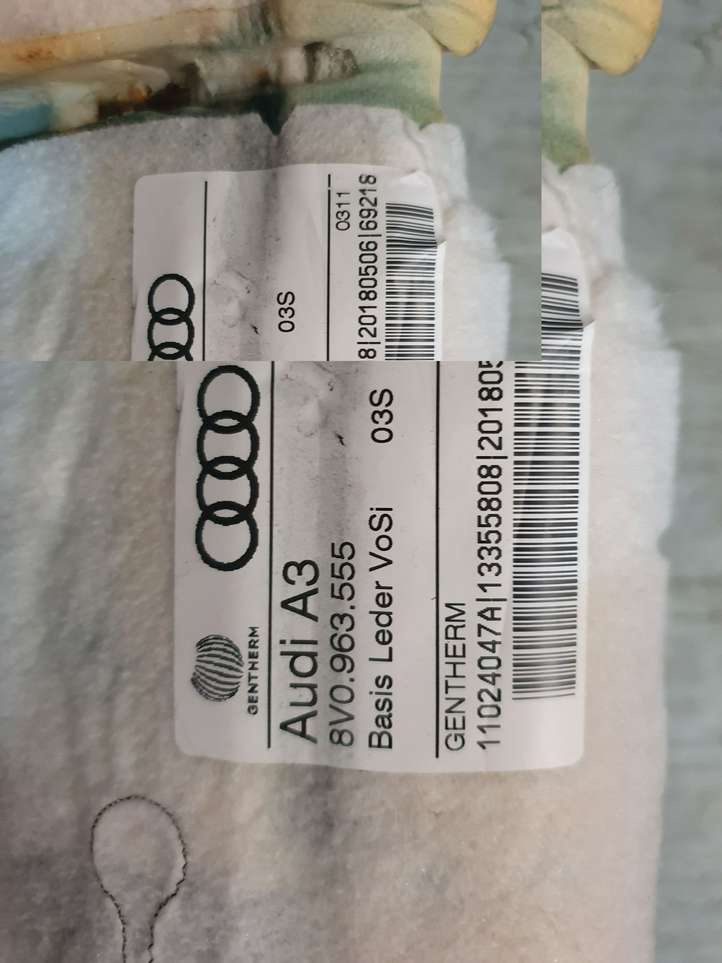 GENTHERM
Audi A3
8V0.963.555
Basis Leder VoSi 03S
GENTHERM
11024047A|13355808|201805
03S
0311
8|20180506|69218